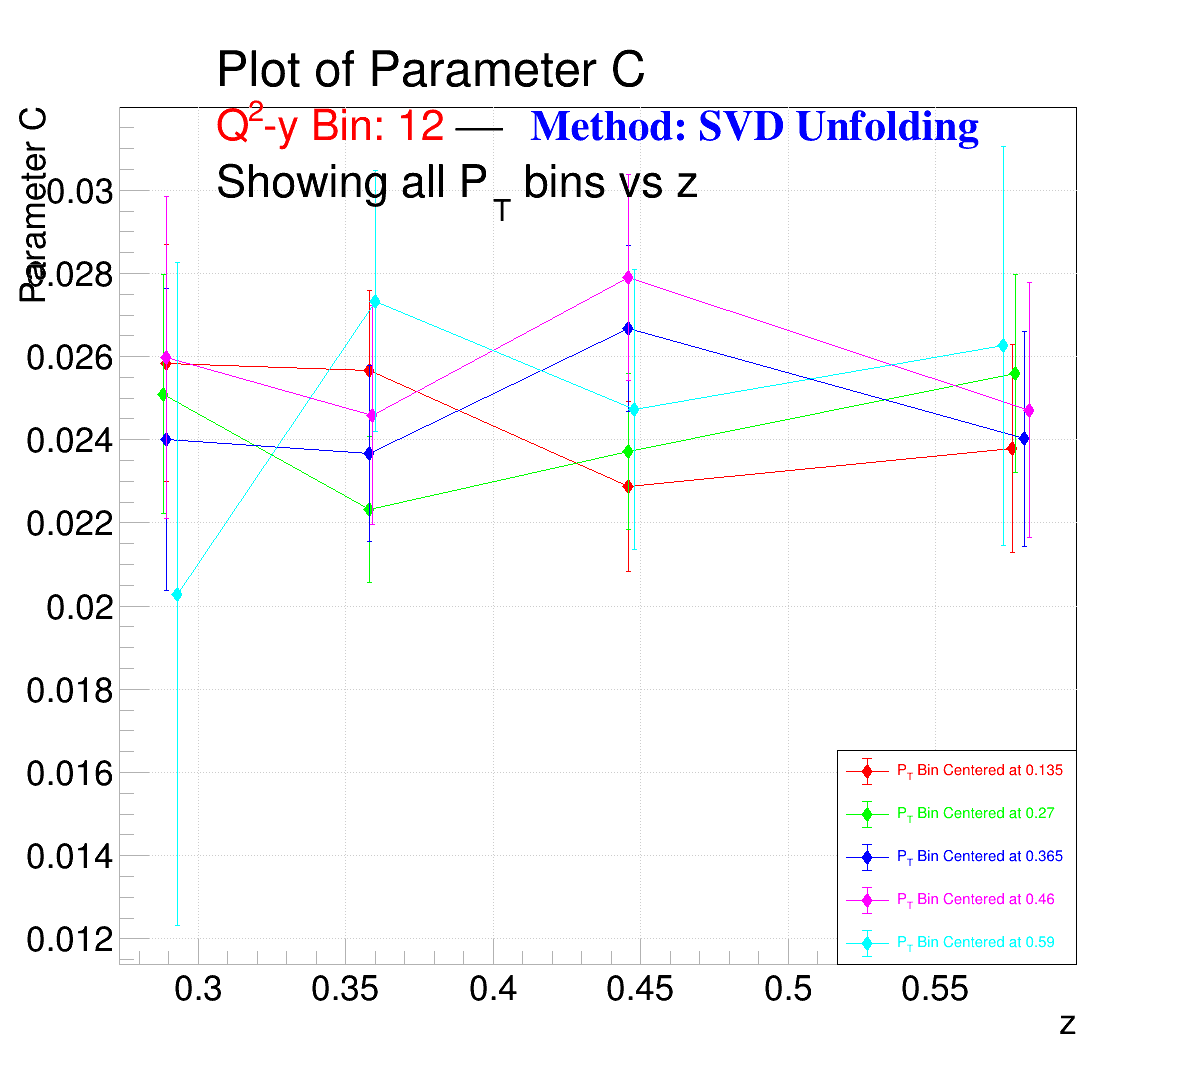 Plot of Parameter C
Q2-y Bin: 12 — Method: SVD Unfolding
Showing all PT bins vs z
Parameter C
0.03
0.028
0.026
0.024
0.022
0.02
0.018
0.016
0.014
0.012
PT Bin Centered at 0.135
PT Bin Centered at 0.27
PT Bin Centered at 0.365
PT Bin Centered at 0.46
PT Bin Centered at 0.59
0.3 0.35 0.4 0.45 0.5 0.55
z